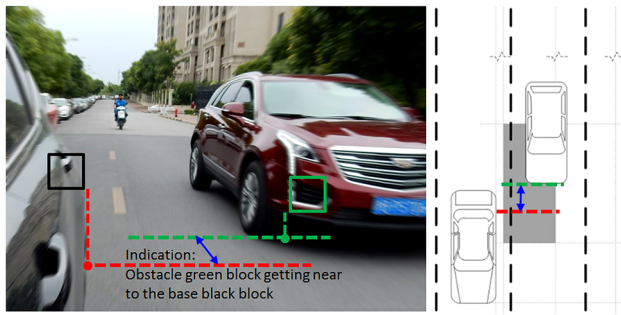 Indication:
Obstacle green block getting near
to the base black block